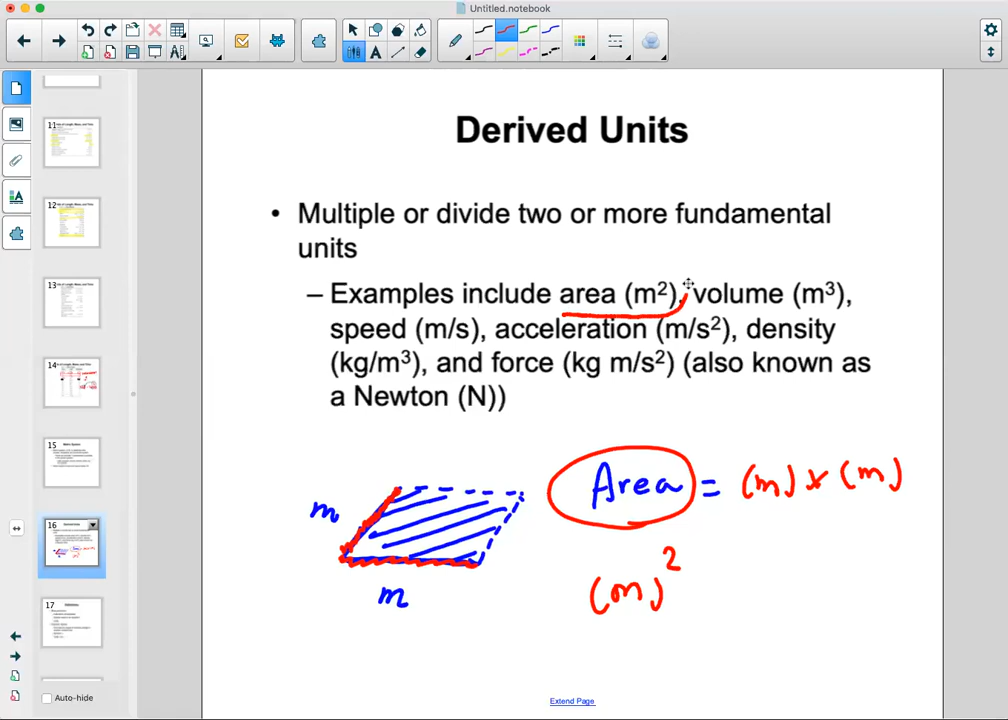 Untitled.notebook
Derived Units
• Multiple or divide two or more fundamental
units
– Examples include area (m²), volume (m³),
speed (m/s), acceleration (m/s²), density
(kg/m³), and force (kg m/s²) (also known as
a Newton (N))
Area = (m) * (m)
m
m
(m)²
11
12
13
14
15
16
17
Auto-hide
Extend Page